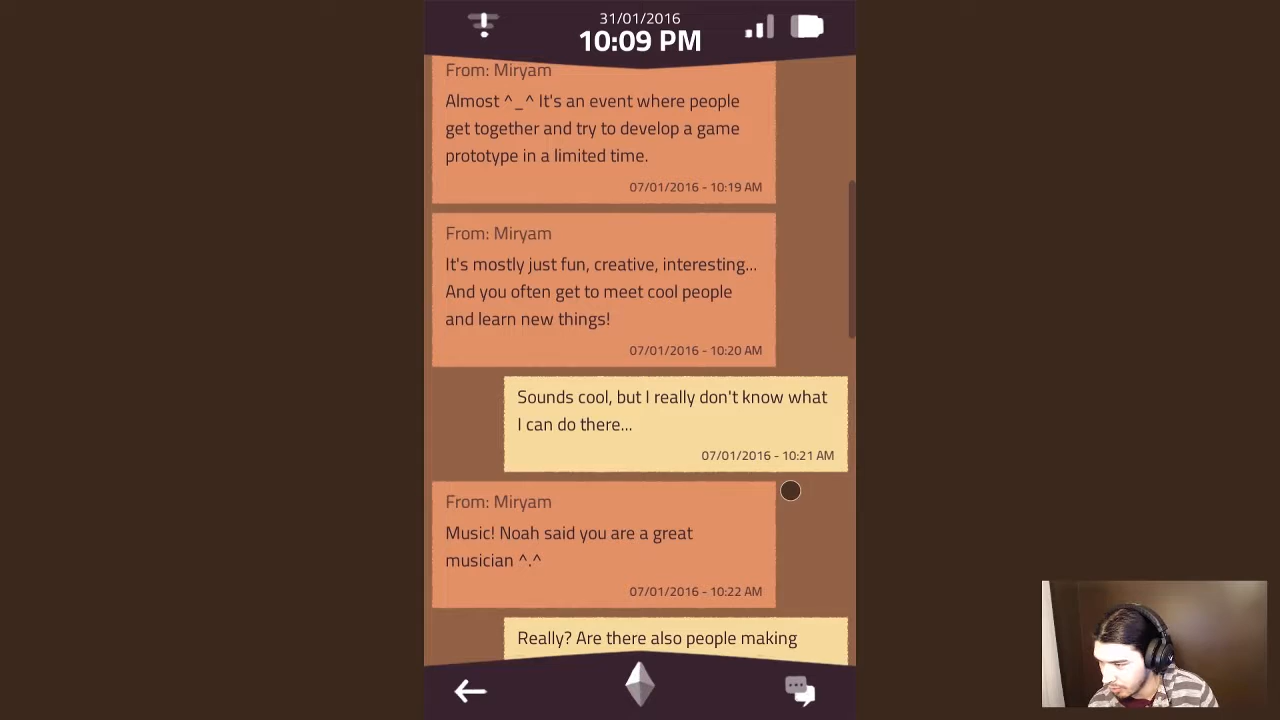 31/01/2016
10:09 PM
From: Miryam
Almost ^_^ It's an event where people
get together and try to develop a game
prototype in a limited time.
07/01/2016 - 10:19 AM
From: Miryam
It's mostly just fun, creative, interesting...
And you often get to meet cool people
and learn new things!
07/01/2016 - 10:20 AM
Sounds cool, but I really don't know what
I can do there...
07/01/2016 - 10:21 AM
From: Miryam
Music! Noah said you are a great
musician ^.^
07/01/2016 - 10:22 AM
Really? Are there also people making